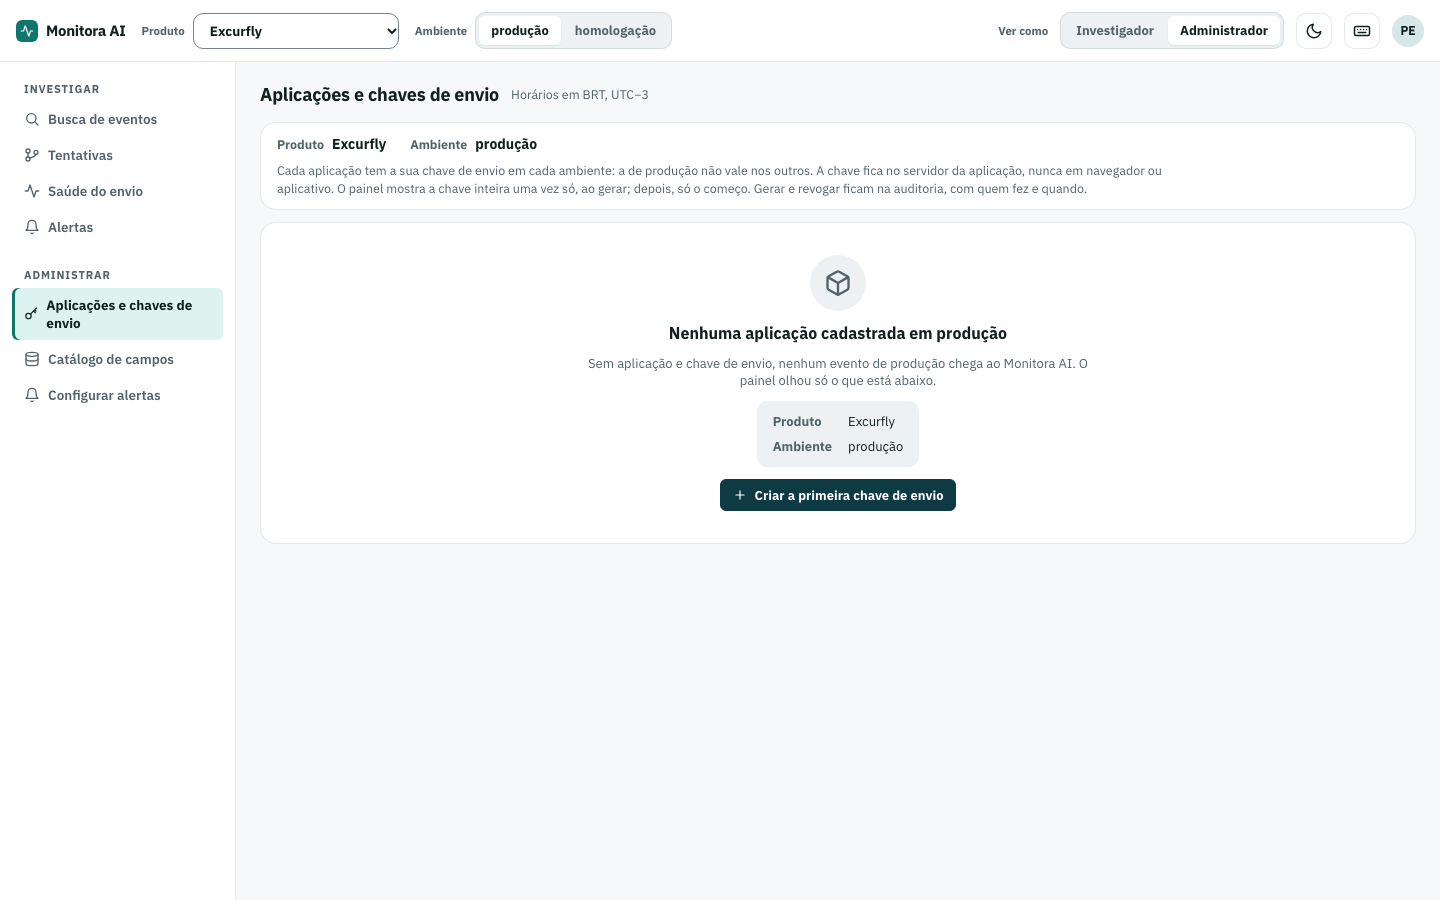 Monitora AI
Produto
Excurfly
Ambiente
produção
homologação
Ver como
Investigador
Administrador
PE
INVESTIGAR
Busca de eventos
Tentativas
Saúde do envio
Alertas
ADMINISTRAR
Aplicações e chaves de
envio
Catálogo de campos
Configurar alertas
Aplicações e chaves de envio
Horários em BRT, UTC−3
Produto Excurfly Ambiente produção
Cada aplicação tem a sua chave de envio em cada ambiente: a de produção não vale nos outros. A chave fica no servidor da aplicação, nunca em navegador ou
aplicativo. O painel mostra a chave inteira uma vez só, ao gerar; depois, só o começo. Gerar e revogar ficam na auditoria, com quem fez e quando.
Nenhuma aplicação cadastrada em produção
Sem aplicação e chave de envio, nenhum evento de produção chega ao Monitora AI. O
painel olhou só o que está abaixo.
Produto Excurfly
Ambiente produção
Criar a primeira chave de envio